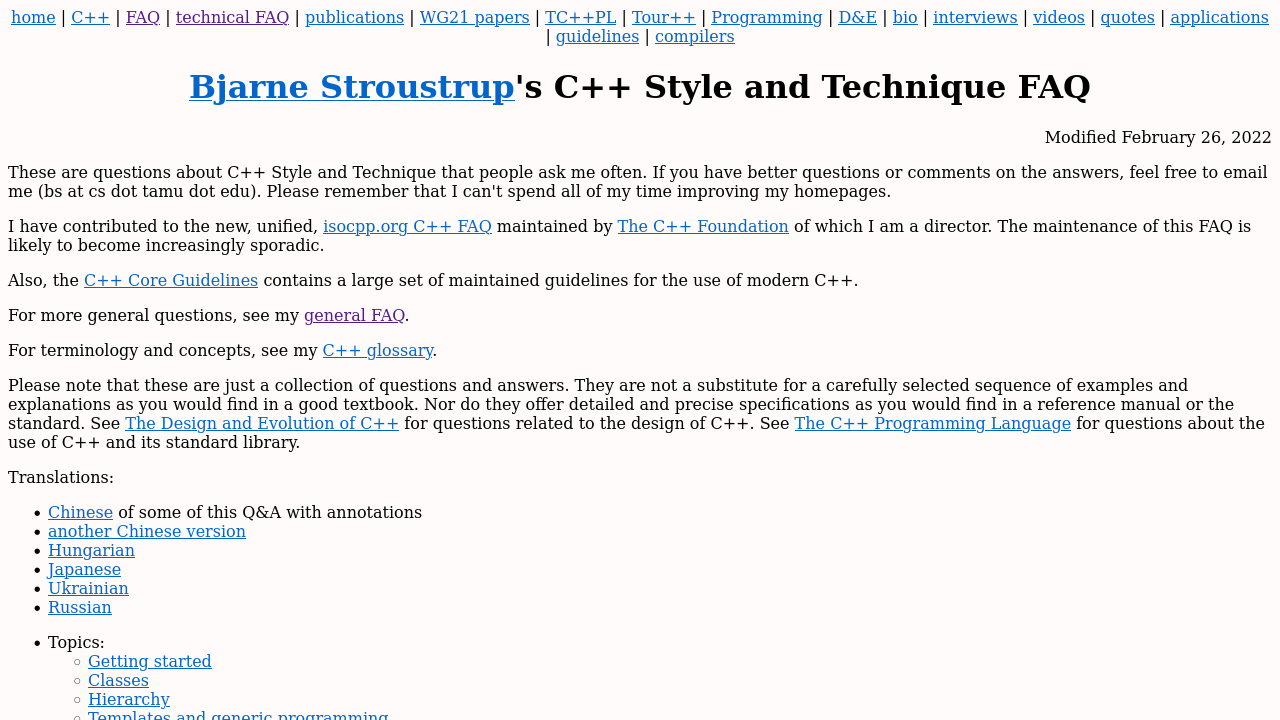 home | C++ | FAQ | technical FAQ | publications | WG21 papers | TC++PL | Tour++ | Programming | D&E | bio | interviews | videos | quotes | applications
| guidelines | compilers
Bjarne Stroustrup's C++ Style and Technique FAQ
Modified February 26, 2022
These are questions about C++ Style and Technique that people ask me often. If you have better questions or comments on the answers, feel free to email
me (bs at cs dot tamu dot edu). Please remember that I can't spend all of my time improving my homepages.
I have contributed to the new, unified, isocpp.org C++ FAQ maintained by The C++ Foundation of which I am a director. The maintenance of this FAQ is
likely to become increasingly sporadic.
Also, the C++ Core Guidelines contains a large set of maintained guidelines for the use of modern C++.
For more general questions, see my general FAQ.
For terminology and concepts, see my C++ glossary.
Please note that these are just a collection of questions and answers. They are not a substitute for a carefully selected sequence of examples and
explanations as you would find in a good textbook. Nor do they offer detailed and precise specifications as you would find in a reference manual or the
standard. See The Design and Evolution of C++ for questions related to the design of C++. See The C++ Programming Language for questions about the
use of C++ and its standard library.
Translations:
Chinese of some of this Q&A with annotations
another Chinese version
Hungarian
Japanese
Ukrainian
Russian
Topics:
Getting started
Classes
Hierarchy
Templates and generic programming